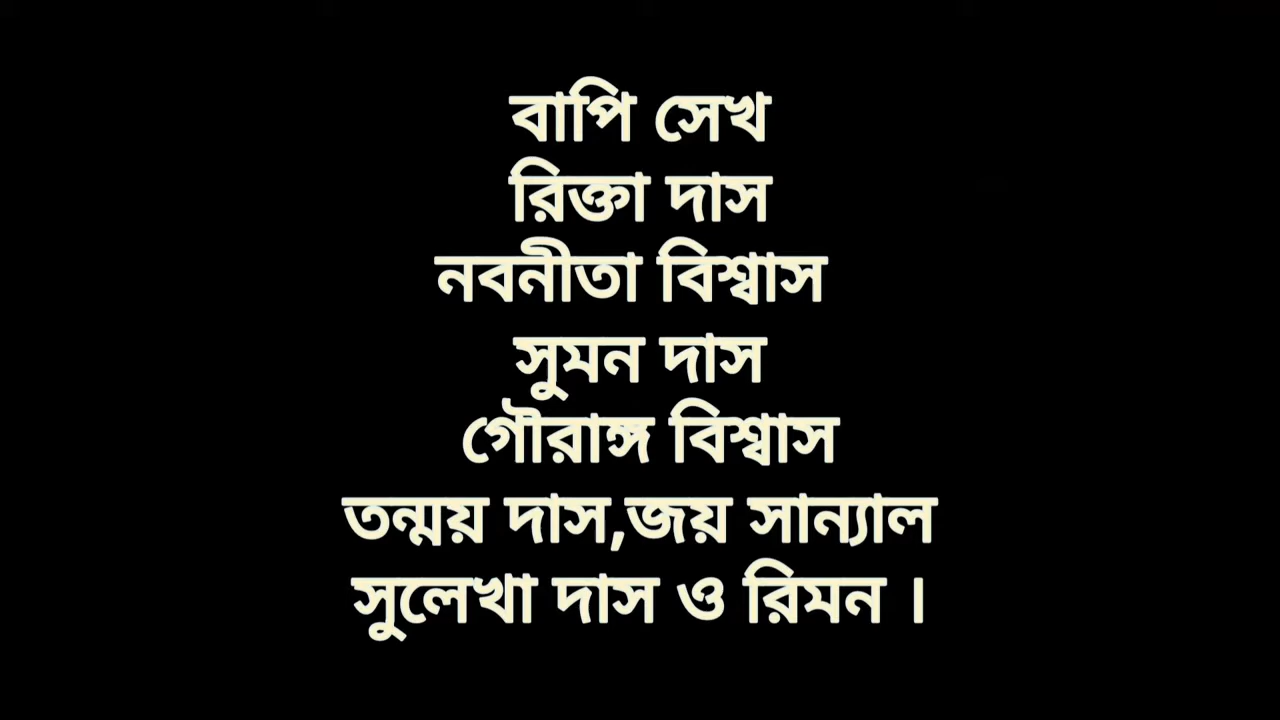 বাপি সেখ
রিক্তা দাস
নবনীতা বিশ্বাস
সুমন দাস
গৌরাঙ্গ বিশ্বাস
তন্ময় দাস,জয় সান্যাল
সুলেখা দাস ও রিমন ।